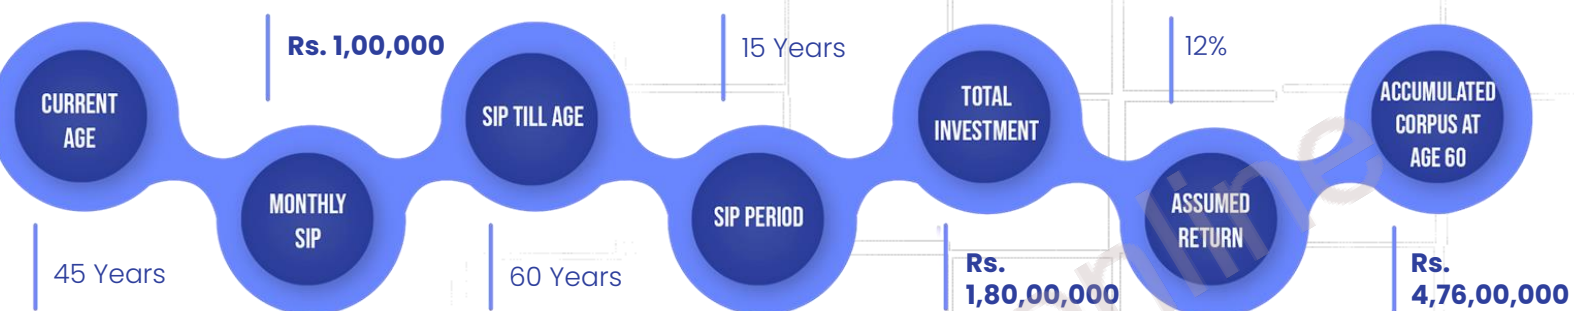 CURRENT
AGE
45 Years
Rs. 1,00,000
MONTHLY
SIP
SIP TILL AGE
60 Years
15 Years
SIP PERIOD
TOTAL
INVESTMENT
Rs.
1,80,00,000
12%
ASSUMED
RETURN
ACCUMULATED
CORPUS AT
AGE 60
Rs.
4,76,00,000